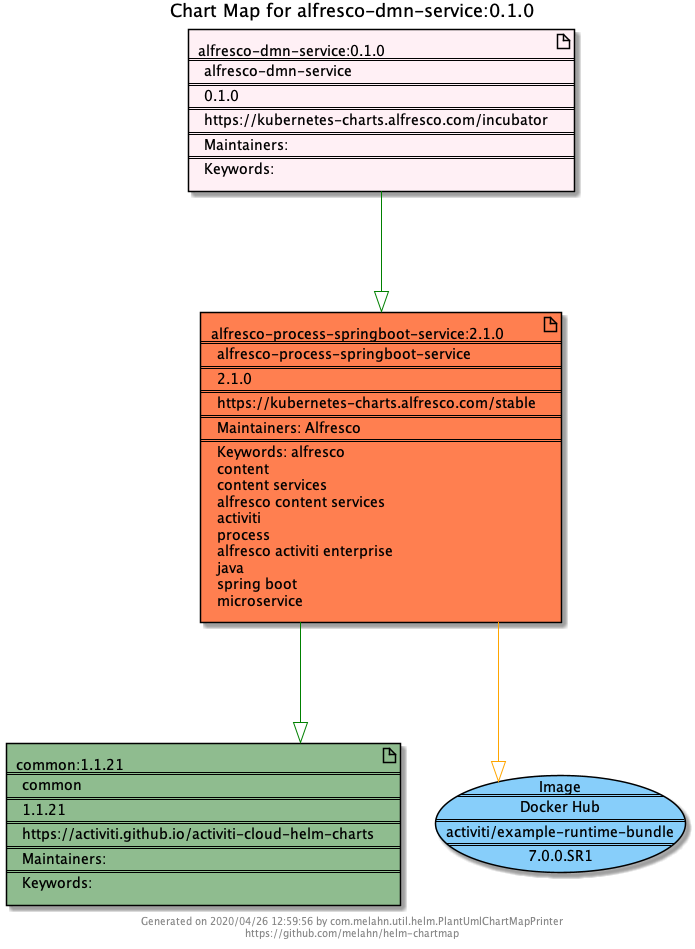 Chart Map for alfresco-dmn-service:0.1.0
alfresco-dmn-service:0.1.0
alfresco-dmn-service
0.1.0
https://kubernetes-charts.alfresco.com/incubator
Maintainers:
Keywords:
alfresco-process-springboot-service:2.1.0
alfresco-process-springboot-service
2.1.0
https://kubernetes-charts.alfresco.com/stable
Maintainers: Alfresco
Keywords: alfresco
content
content services
alfresco content services
activiti
process
alfresco activiti enterprise
java
spring boot
microservice
common:1.1.21
common
1.1.21
https://activiti.github.io/activiti-cloud-helm-charts
Maintainers:
Keywords:
Image
Docker Hub
activiti/example-runtime-bundle
7.0.0.SR1
Generated on 2020/04/26 12:59:56 by com.melahn.util.helm.PlantUmlChartMapPrinter
https://github.com/melahn/helm-chartmap